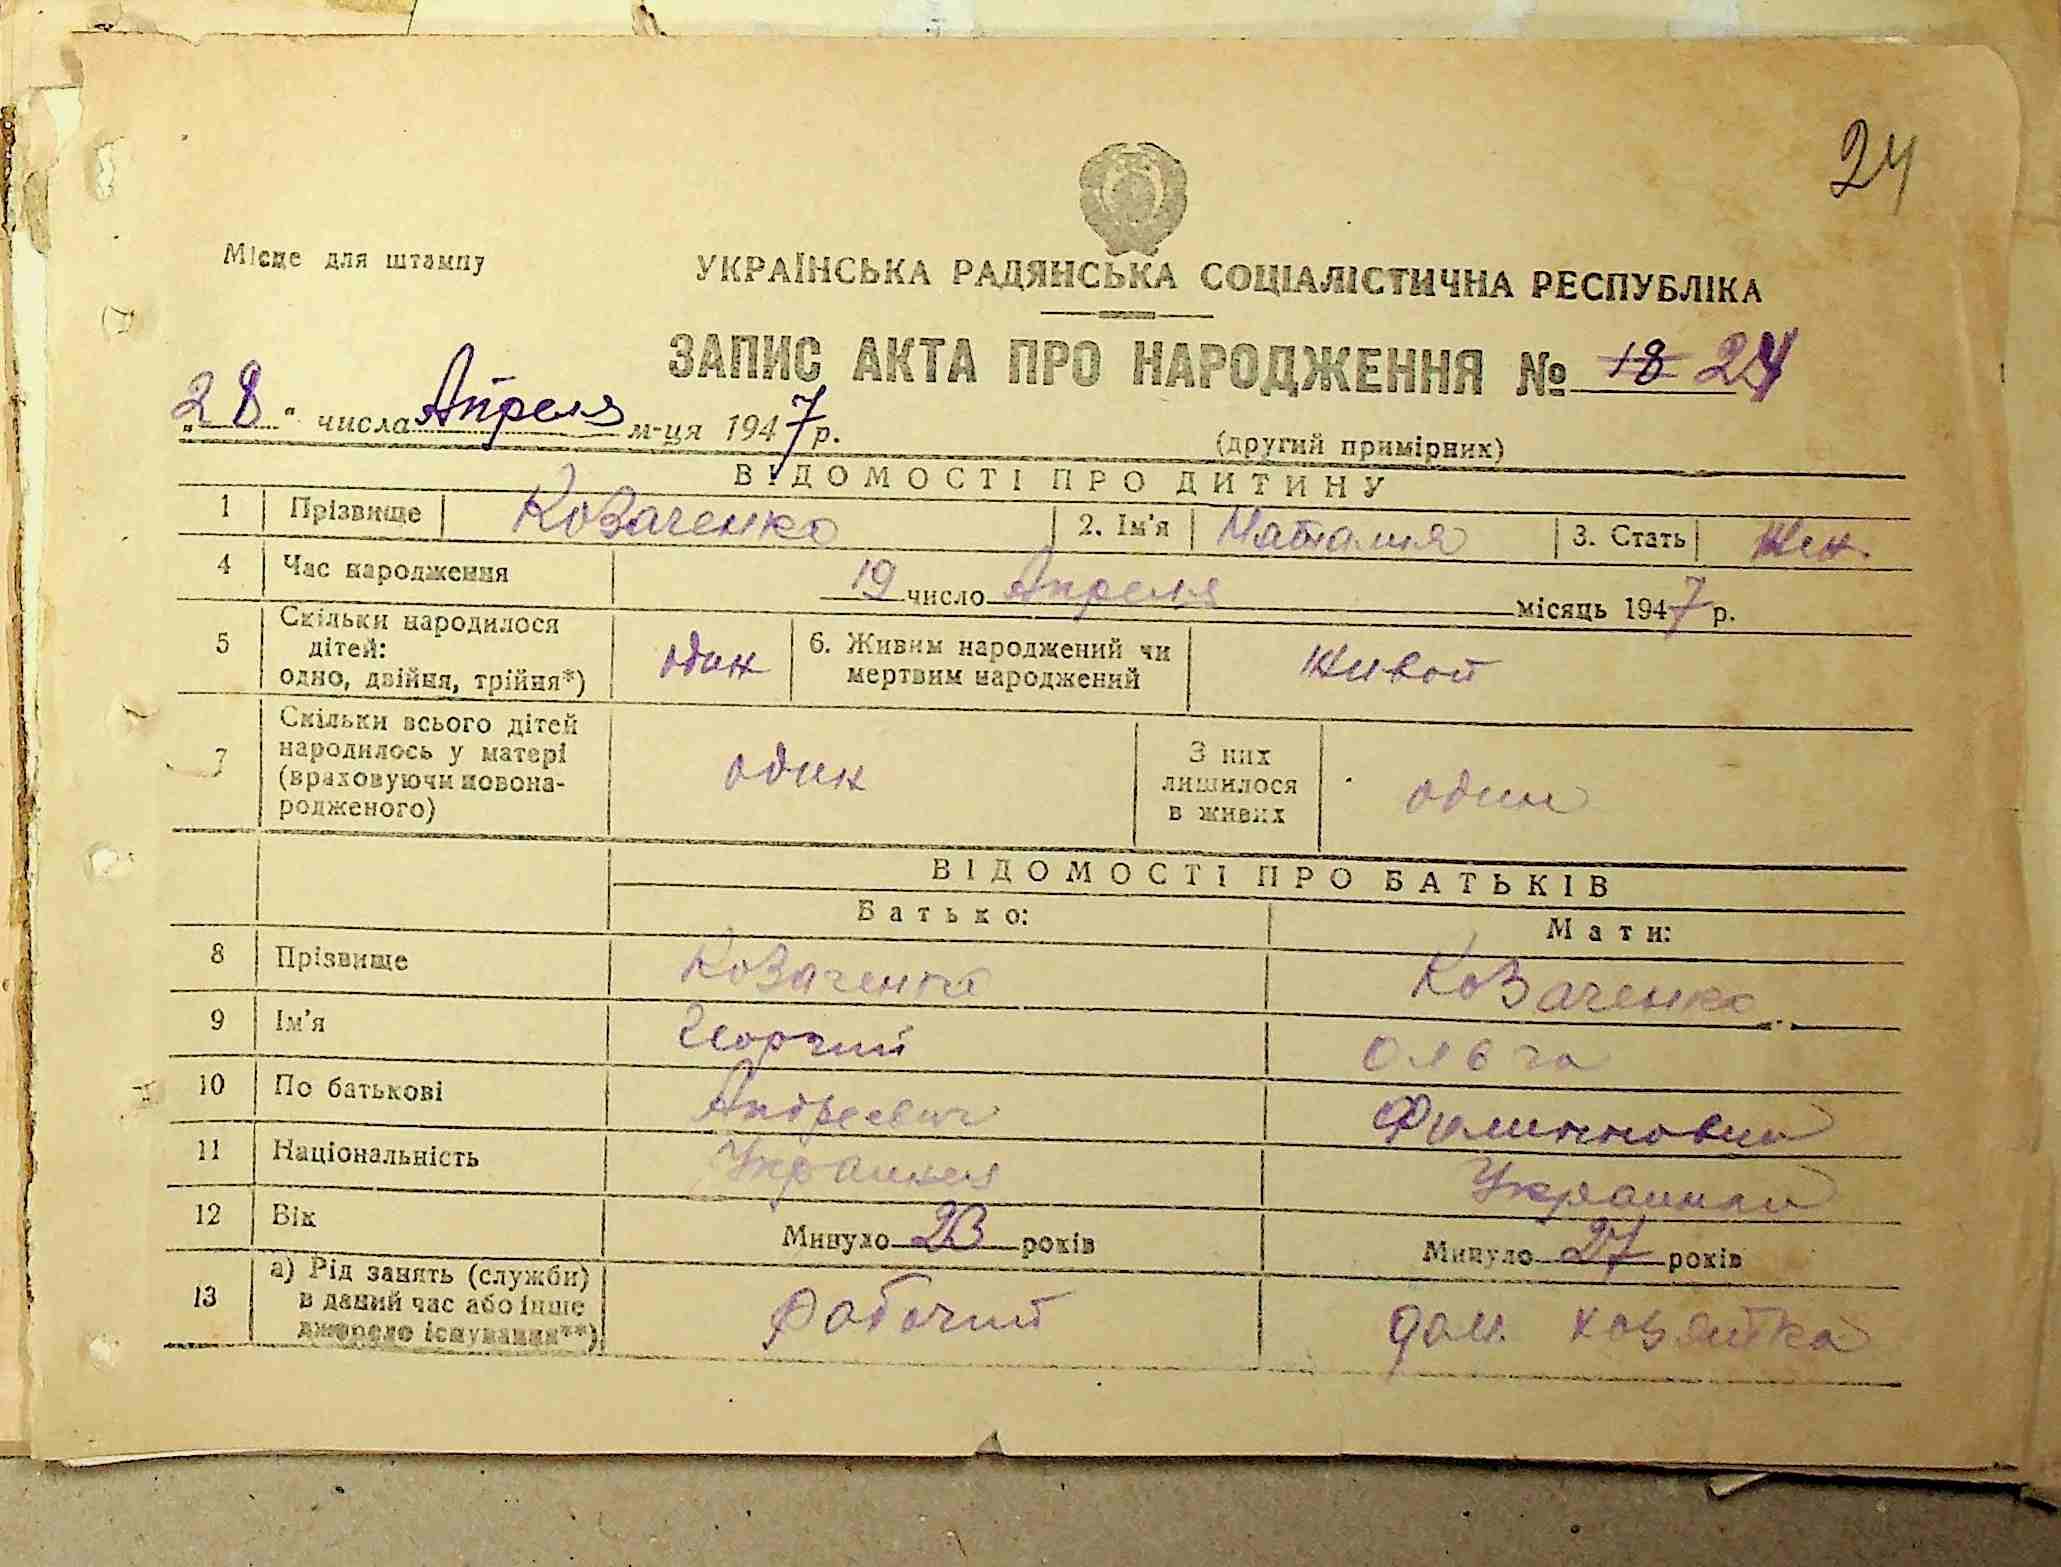 24
Місце для штампу
УКРАЇНСЬКА РАДЯНСЬКА СОЦІАЛІСТИЧНА РЕСПУБЛІКА
ЗАПИС АКТА ПРО НАРОДЖЕННЯ № 18 24
„28“ числа Апреля м-ця 1947 р.
(другий примірник)
ВІДОМОСТІ ПРО ДИТИНУ
1 Прізвище Козаченко 2. Ім'я Наталия 3. Стать жен.
4 Час народження 19 число Апреля місяць 1947 р.
5 Скільки народилося дітей: одно, двійня, трійня*) один 6. Живим народжений чи мертвим народжений живой
7 Скільки всього дітей народилось у матері (враховуючи новонародженого) один З них лишилося в живих один
ВІДОМОСТІ ПРО БАТЬКІВ
Батько: Мати:
8 Прізвище Козаченко Козаченко
9 Ім'я Георгий Ольга
10 По батькові Андреевич Филипповна
11 Національність Украинец Украинка
12 Вік Минуло 23 років Минуло 27 років
13 а) Рід занять (служби) в даний час або інше джерело існування**) рабочий дом. хозяйка